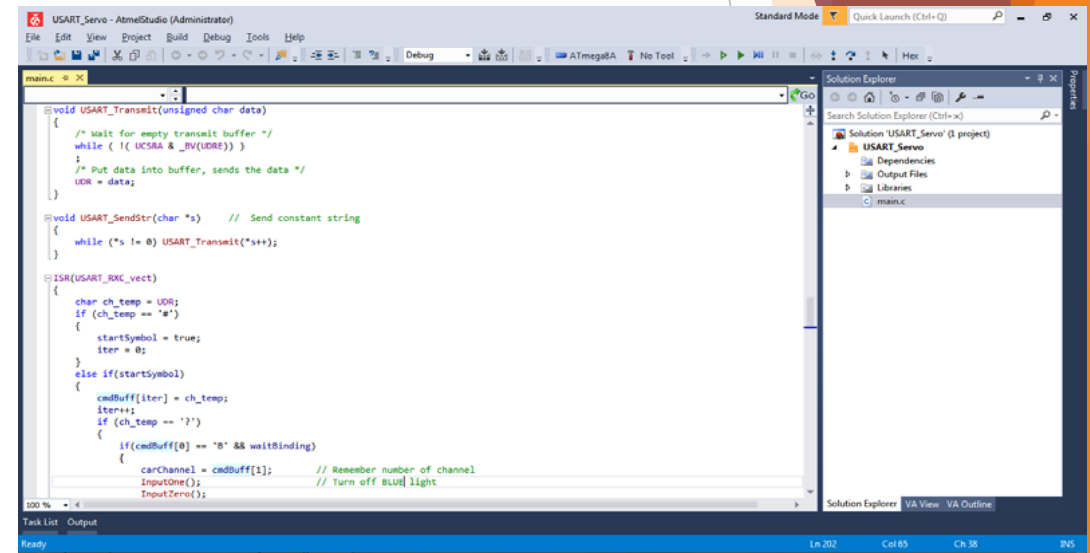 USART_Servo - AtmelStudio (Administrator)
Standard Mode
Quick Launch (Ctrl+Q)
File Edit View Project Build Debug Tools Help
Debug ATmega8A No Tool Hex
main.c
Go
void USART_Transmit(unsigned char data)
{
/* Wait for empty transmit buffer */
while ( !( UCSRA & _BV(UDRE)) )
;
/* Put data into buffer, sends the data */
UDR = data;
}
void USART_SendStr(char *s) // Send constant string
{
while (*s != 0) USART_Transmit(*s++);
}
ISR(USART_RXC_vect)
{
char ch_temp = UDR;
if (ch_temp == '#')
{
startSymbol = true;
iter = 0;
}
else if(startSymbol)
{
cmdBuff[iter] = ch_temp;
iter++;
if (ch_temp == '?')
{
if(cmdBuff[0] == 'B' && waitBinding)
{
carChannel = cmdBuff[1]; // Remember number of channel
InputOne(); // Turn off BLUE light
InputZero();
100 %
Solution Explorer
Search Solution Explorer (Ctrl+ж)
Solution 'USART_Servo' (1 project)
USART_Servo
Dependencies
Output Files
Libraries
main.c
Solution Explorer VA View VA Outline
Properties
Task List Output
Ready Ln 202 Col 65 Ch 38 INS